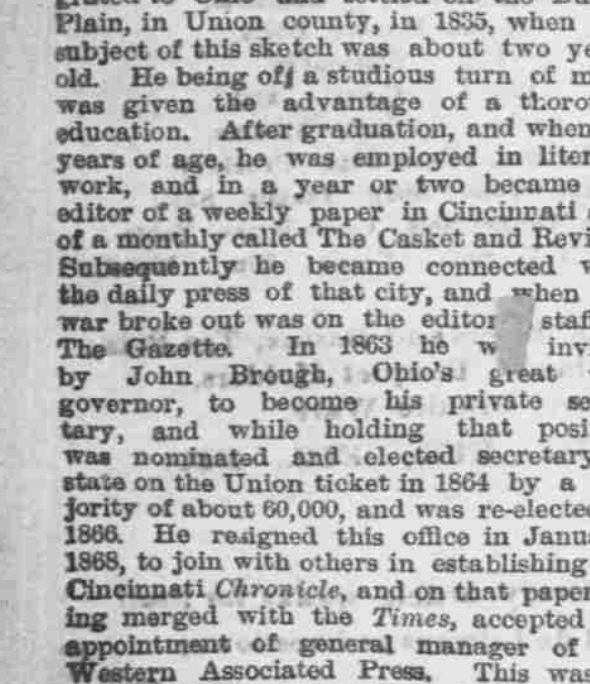 Plain, in Union county, in 1835, when
subject of this sketch was about two ye
old. He being of a studious turn of m
was given the advantage of a thoro
education. After graduation, and when
years of age, he was employed in liter
work, and in a year or two became
editor of a weekly paper in Cincinnati
of a monthly called The Casket and Revi
Subsequently he became connected
the daily press of that city, and when
war broke out was on the editor staf
The Gazette. In 1863 he w inv
by John Brough, Ohio's great
governor, to become his private se
tary, and while holding that posi
was nominated and elected secretary
state on the Union ticket in 1864 by a
jority of about 60,000, and was re-elected
1866. He resigned this office in Janu
1868, to join with others in establishing
Cincinnati Chronicle, and on that paper
ing merged with the Times, accepted
appointment of general manager of
Western Associated Press. This was